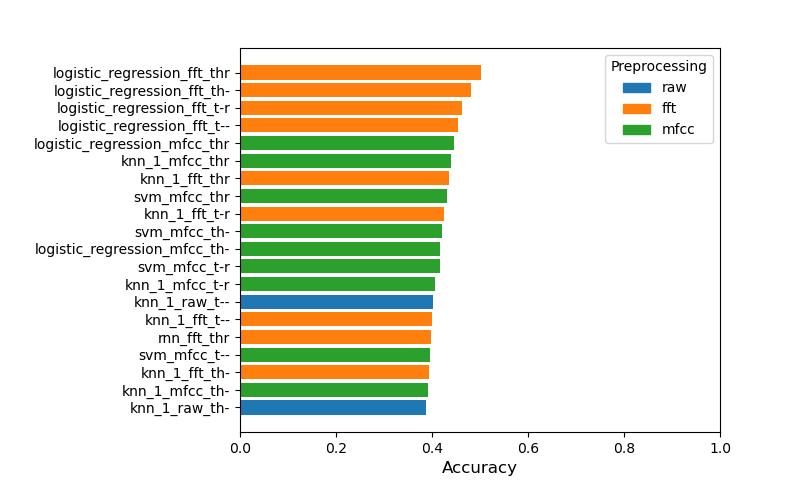 logistic_regression_fft_thr
logistic_regression_fft_th-
logistic_regression_fft_t-r
logistic_regression_fft_t--
logistic_regression_mfcc_thr
knn_1_mfcc_thr
knn_1_fft_thr
svm_mfcc_thr
knn_1_fft_t-r
svm_mfcc_th-
logistic_regression_mfcc_th-
svm_mfcc_t-r
knn_1_mfcc_t-r
knn_1_raw_t--
knn_1_fft_t--
rnn_fft_thr
svm_mfcc_t--
knn_1_fft_th-
knn_1_mfcc_th-
knn_1_raw_th-
Preprocessing
raw
fft
mfcc
0.0 0.2 0.4 0.6 0.8 1.0
Accuracy